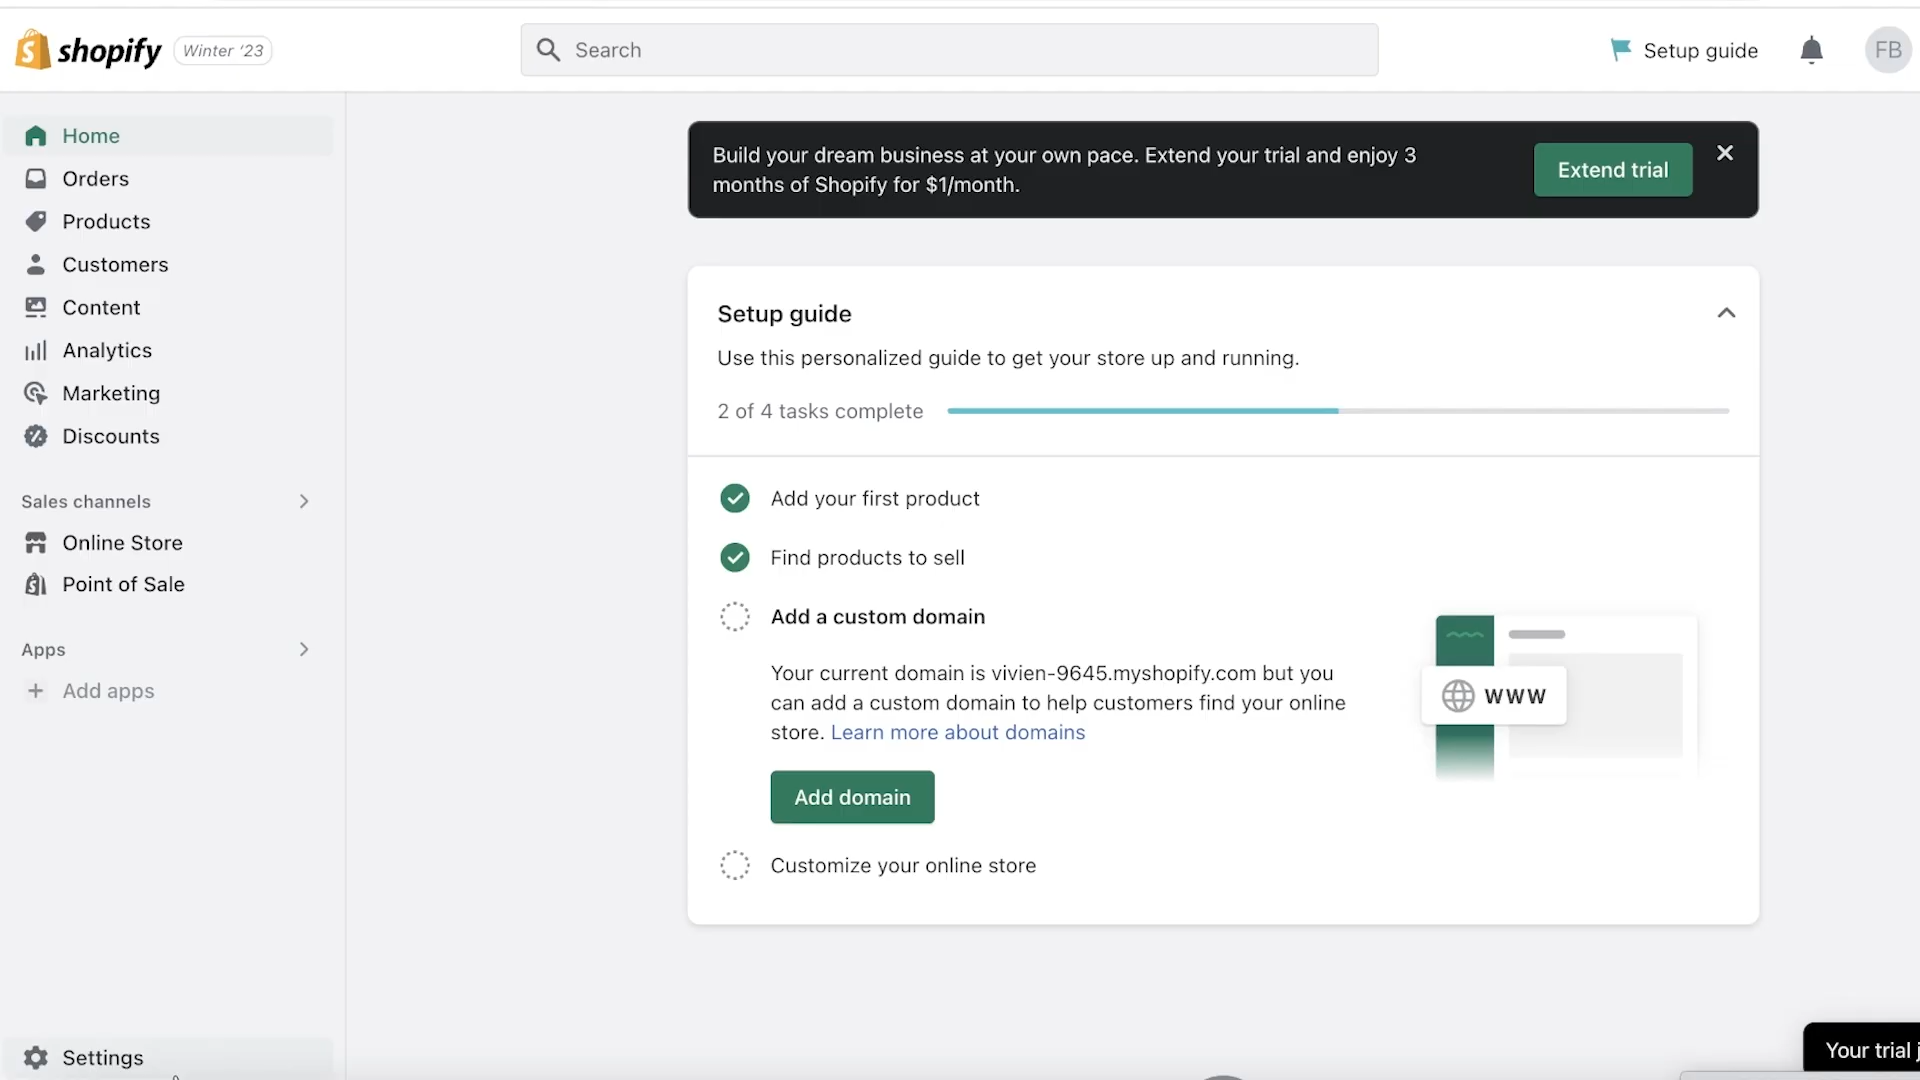 shopify
Winter ‘23
Search
Setup guide
FB
Home
Orders
Products
Customers
Content
Analytics
Marketing
Discounts
Sales channels
Online Store
Point of Sale
Apps
Add apps
Settings
Build your dream business at your own pace. Extend your trial and enjoy 3
months of Shopify for $1/month.
Extend trial
Setup guide
Use this personalized guide to get your store up and running.
2 of 4 tasks complete
Add your first product
Find products to sell
Add a custom domain
Your current domain is vivien-9645.myshopify.com but you
can add a custom domain to help customers find your online
store. Learn more about domains
WWW
Add domain
Customize your online store
Your trial